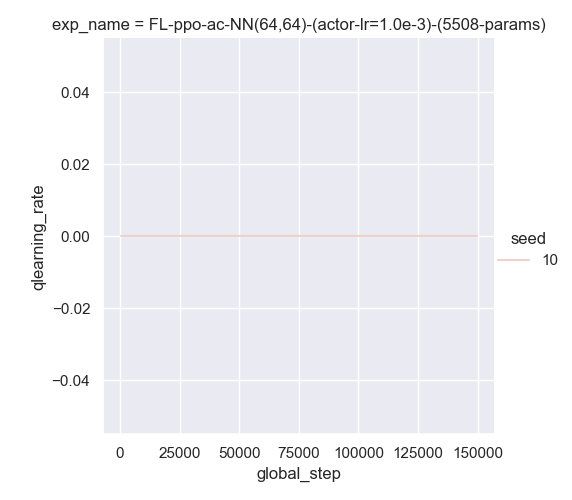 exp_name = FL-ppo-ac-NN(64,64)-(actor-lr=1.0e-3)-(5508-params)
0.04
0.02
0.00
−0.02
−0.04
qlearning_rate
seed
10
0 25000 50000 75000 100000 125000 150000
global_step